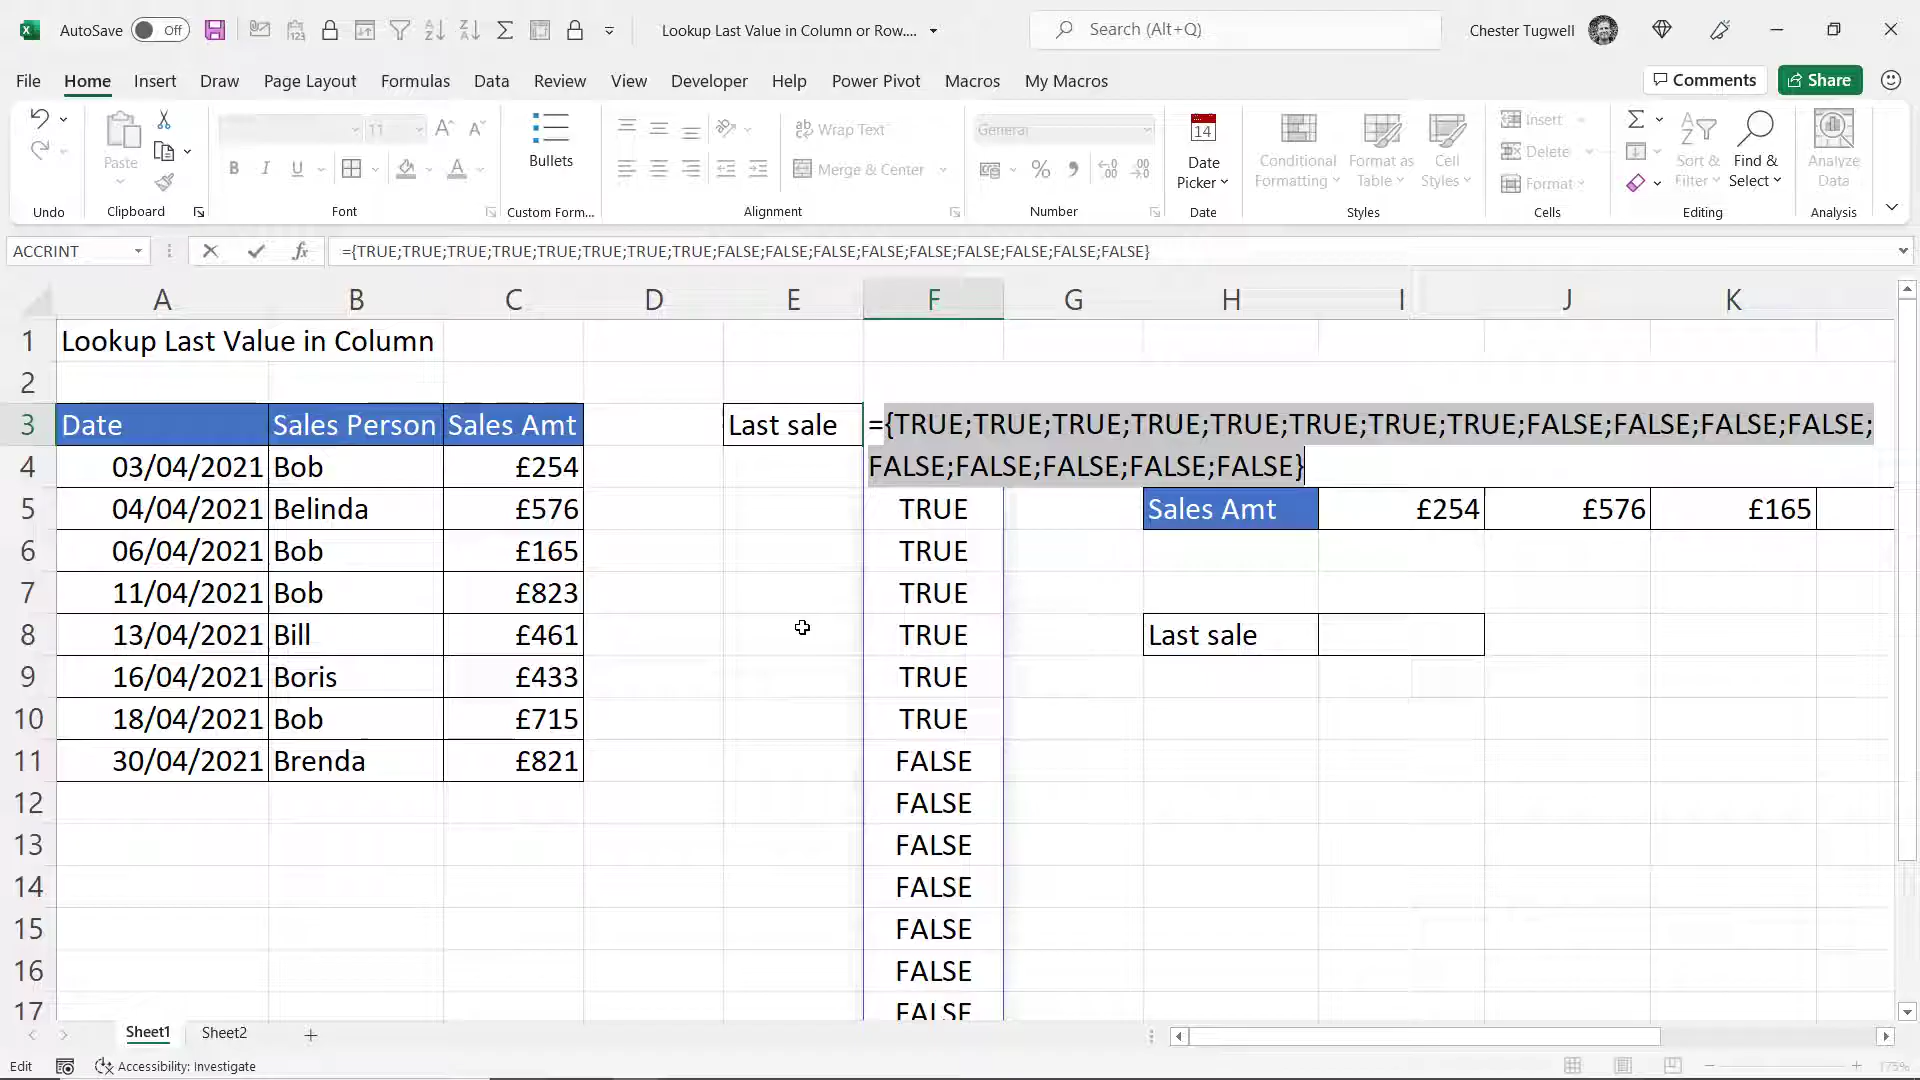 AutoSave Off Lookup Last Value in Column or Row.... Search (Alt+Q) Chester Tugwell
File Home Insert Draw Page Layout Formulas Data Review View Developer Help Power Pivot Macros My Macros Comments Share
11 General
Paste B I U Bullets Wrap Text Merge & Center % 14 Date Picker Conditional Formatting Format as Table Cell Styles Insert Delete Format Sort & Filter Find & Select Analyze Data
Undo Clipboard Font Custom Form... Alignment Number Date Styles Cells Editing Analysis
ACCRINT fx ={TRUE;TRUE;TRUE;TRUE;TRUE;TRUE;TRUE;TRUE;FALSE;FALSE;FALSE;FALSE;FALSE;FALSE;FALSE;FALSE;FALSE}
A B C D E F G H I J K
1 Lookup Last Value in Column
2
3 Date Sales Person Sales Amt Last sale ={TRUE;TRUE;TRUE;TRUE;TRUE;TRUE;TRUE;TRUE;FALSE;FALSE;FALSE;FALSE;
4 03/04/2021 Bob £254 FALSE;FALSE;FALSE;FALSE;FALSE}
5 04/04/2021 Belinda £576 TRUE Sales Amt £254 £576 £165
6 06/04/2021 Bob £165 TRUE
7 11/04/2021 Bob £823 TRUE
8 13/04/2021 Bill £461 TRUE Last sale
9 16/04/2021 Boris £433 TRUE
10 18/04/2021 Bob £715 TRUE
11 30/04/2021 Brenda £821 FALSE
12 FALSE
13 FALSE
14 FALSE
15 FALSE
16 FALSE
17 FALSE
Sheet1 Sheet2
Edit Accessibility: Investigate 175%